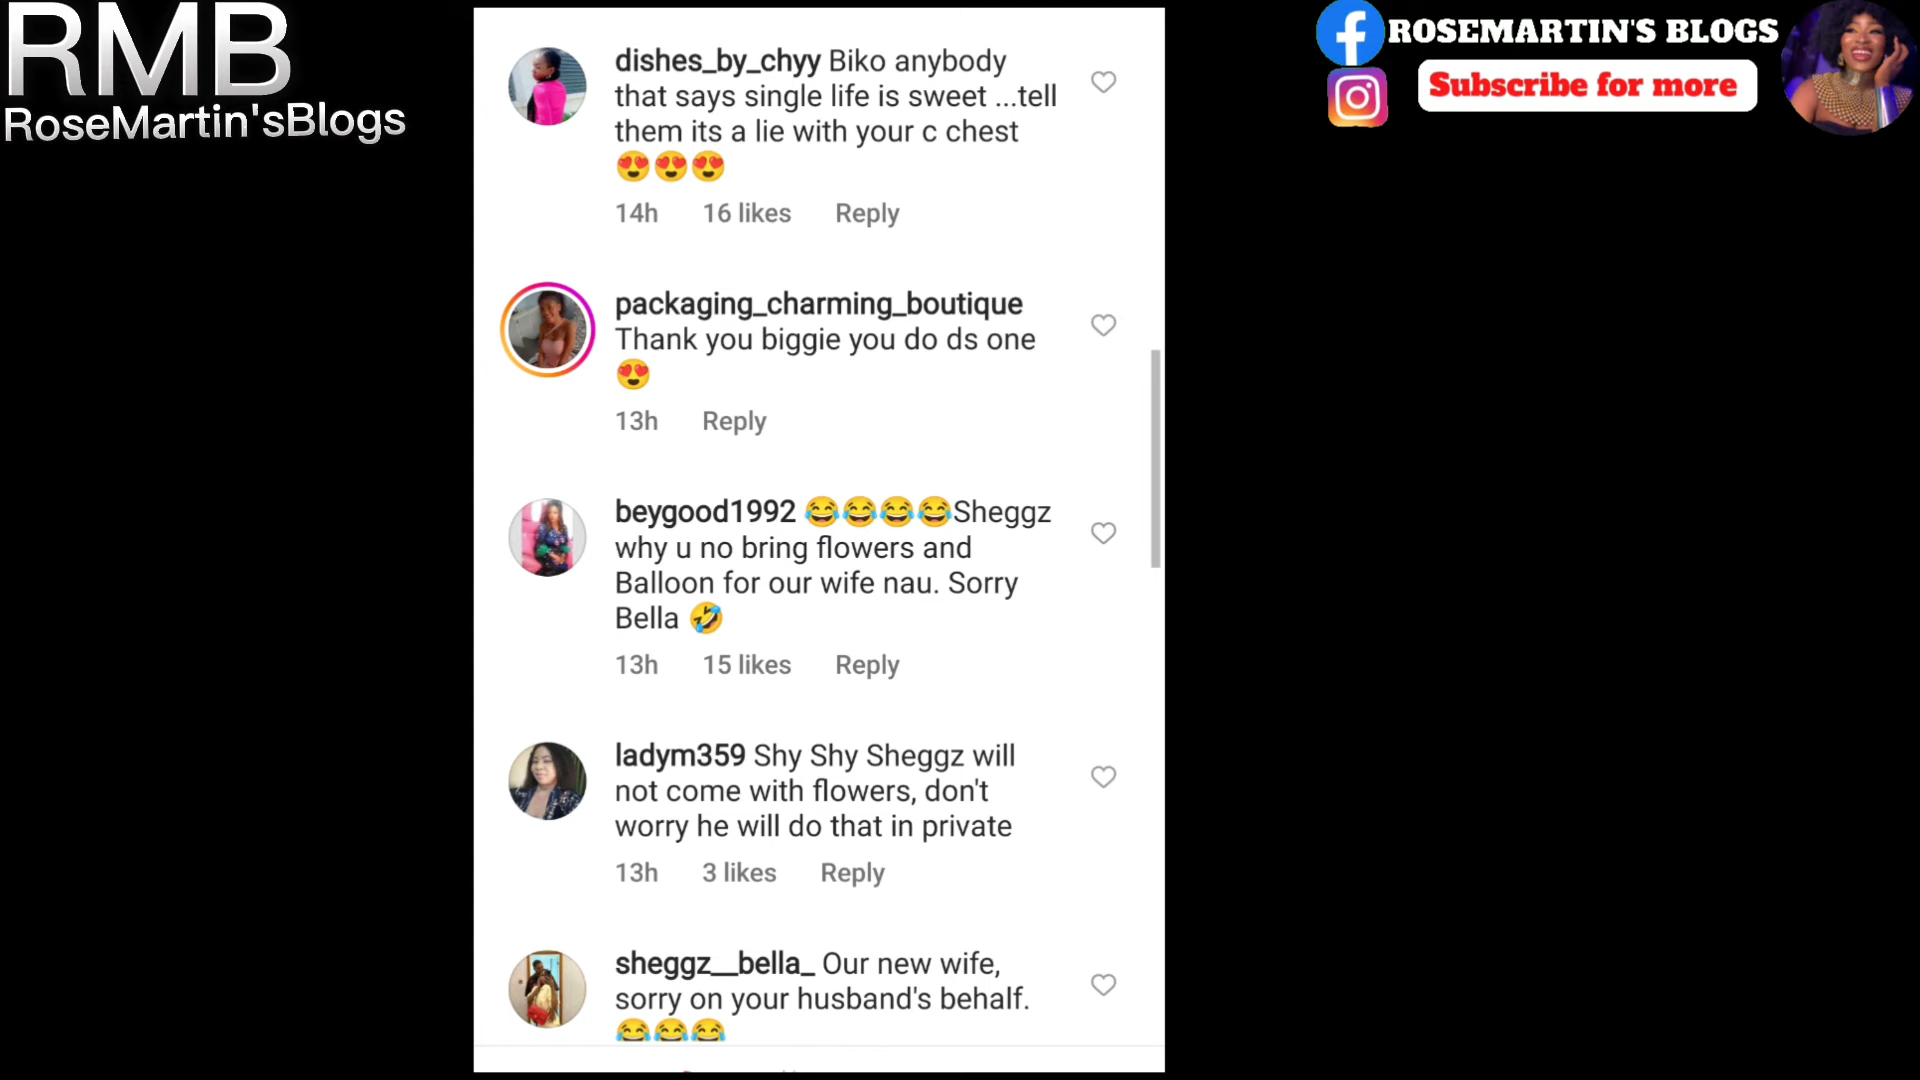 RMB
RoseMartin'sBlogs
ROSEMARTIN'S BLOGS
Subscribe for more
dishes_by_chyy Biko anybody
that says single life is sweet ...tell
them its a lie with your c chest
😍😍😍
14h 16 likes Reply
packaging_charming_boutique
Thank you biggie you do ds one
😍
13h Reply
beygood1992 😂😂😂😂Sheggz
why u no bring flowers and
Balloon for our wife nau. Sorry
Bella 🤣
13h 15 likes Reply
ladym359 Shy Shy Sheggz will
not come with flowers, don't
worry he will do that in private
13h 3 likes Reply
sheggz__bella_ Our new wife,
sorry on your husband's behalf.
😂😂😂